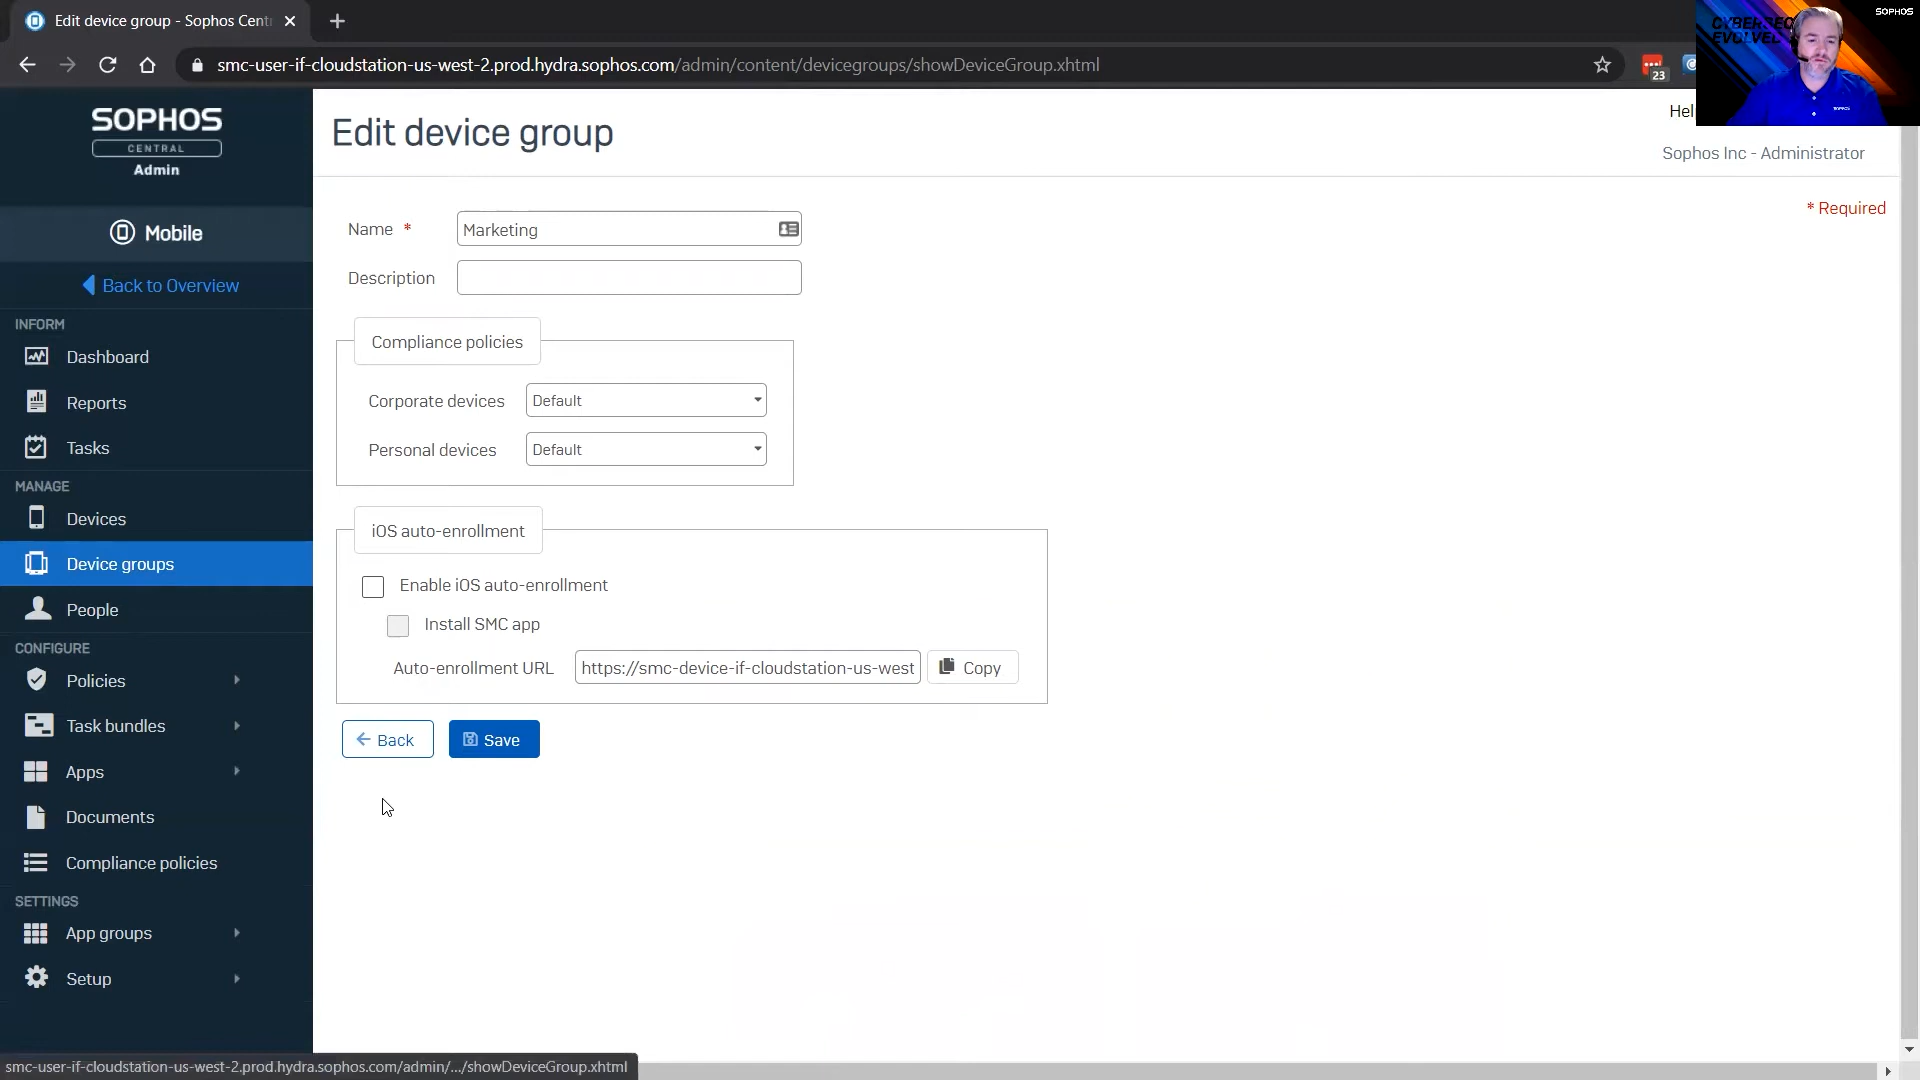 Edit device group - Sophos Cent
smc-user-if-cloudstation-us-west-2.prod.hydra.sophos.com/admin/content/devicegroups/showDeviceGroup.xhtml
23
SOPHOS
SOPHOS
CENTRAL
Admin
Mobile
Back to Overview
INFORM
Dashboard
Reports
Tasks
MANAGE
Devices
Device groups
People
CONFIGURE
Policies
Task bundles
Apps
Documents
Compliance policies
SETTINGS
App groups
Setup
Edit device group
Hel
Sophos Inc - Administrator
* Required
Name *
Marketing
Description
Compliance policies
Corporate devices
Default
Personal devices
Default
iOS auto-enrollment
Enable iOS auto-enrollment
Install SMC app
Auto-enrollment URL
https://smc-device-if-cloudstation-us-west
Copy
Back
Save
smc-user-if-cloudstation-us-west-2.prod.hydra.sophos.com/admin/.../showDeviceGroup.xhtml